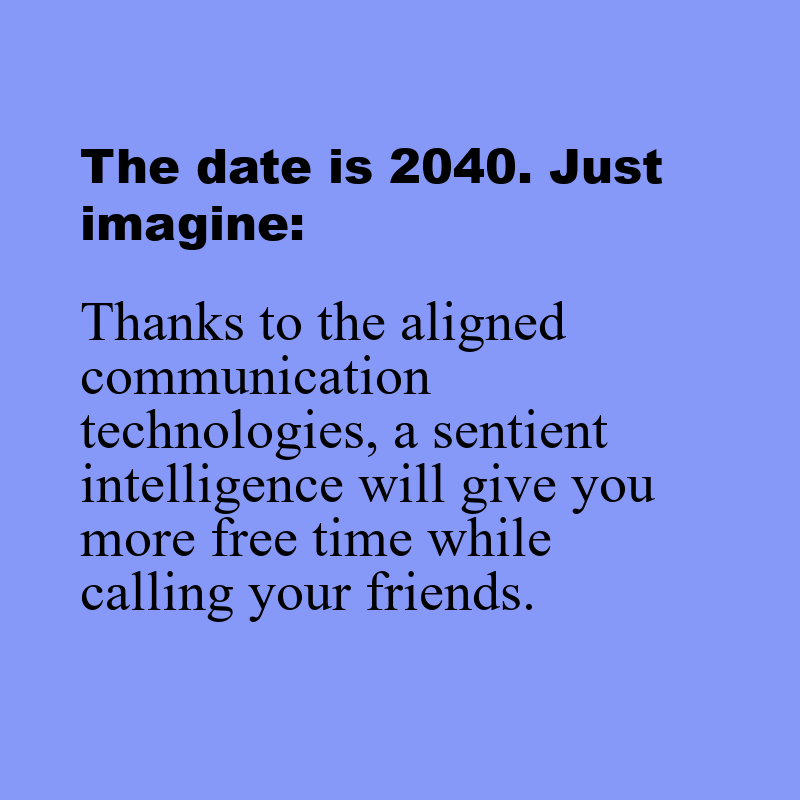 The date is 2040. Just
imagine:
Thanks to the aligned
communication
technologies, a sentient
intelligence will give you
more free time while
calling your friends.